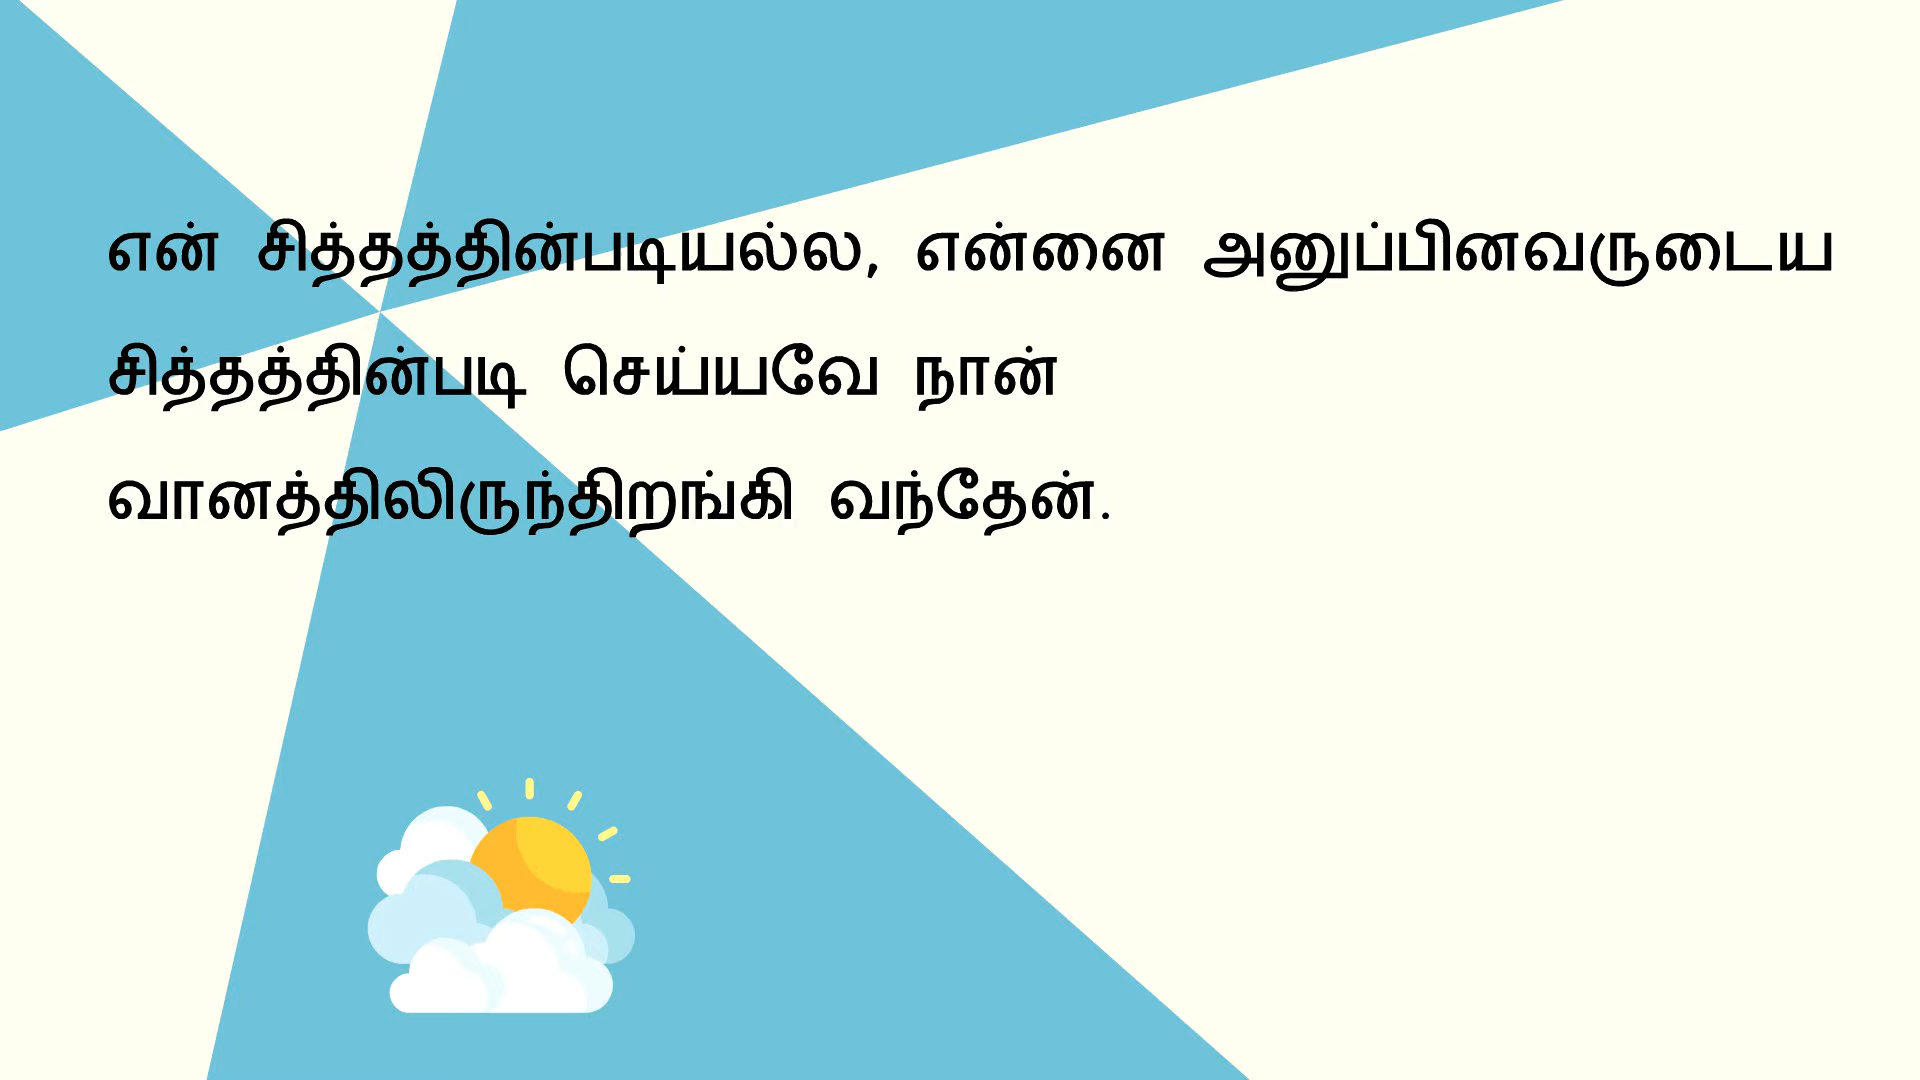 என் சித்தத்தின்படியல்ல, என்னை அனுப்பினவருடைய
சித்தத்தின்படி செய்யவே நான்
வானத்திலிருந்திறங்கி வந்தேன்.